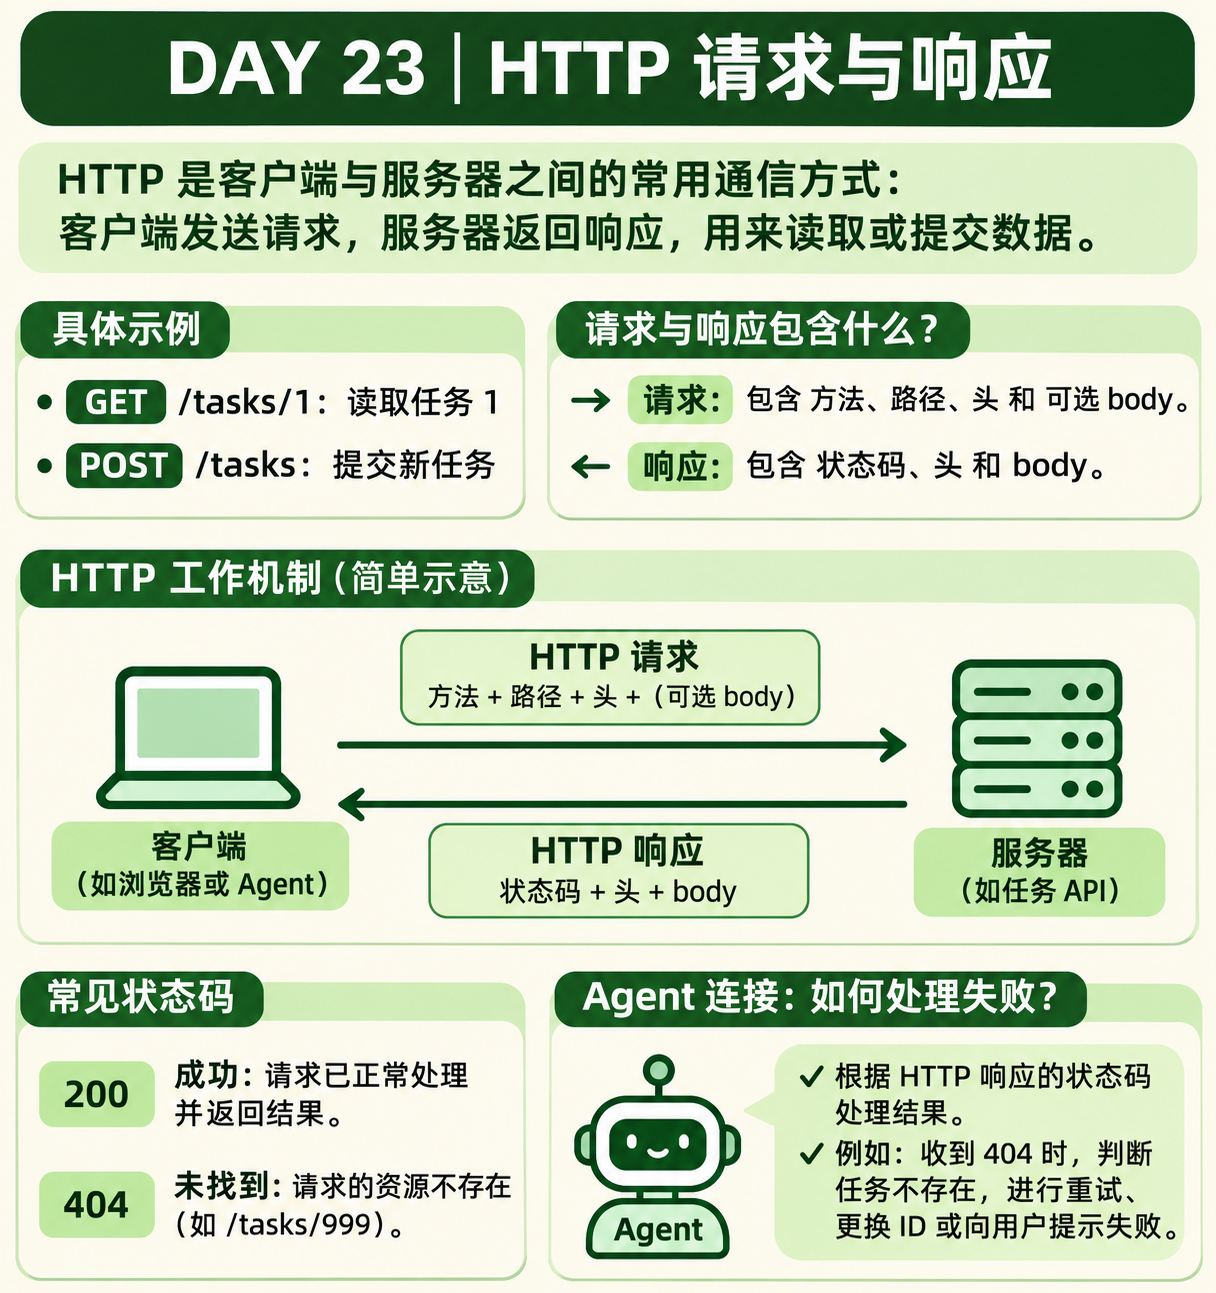 DAY 23 | HTTP 请求与响应
HTTP 是客户端与服务器之间的常用通信方式：
客户端发送请求，服务器返回响应，用来读取或提交数据。
具体示例
• GET /tasks/1：读取任务 1
• POST /tasks：提交新任务
请求与响应包含什么？
→ 请求：包含 方法、路径、头 和 可选 body。
← 响应：包含 状态码、头 和 body。
HTTP 工作机制（简单示意）
HTTP 请求
方法 + 路径 + 头 +（可选 body）
客户端
（如浏览器或 Agent）
HTTP 响应
状态码 + 头 + body
服务器
（如任务 API）
常见状态码
200
成功：请求已正常处理
并返回结果。
404
未找到：请求的资源不存在
（如 /tasks/999）。
Agent 连接：如何处理失败？
Agent
✓ 根据 HTTP 响应的状态码
处理结果。
✓ 例如：收到 404 时，判断
任务不存在，进行重试、
更换 ID 或向用户提示失败。